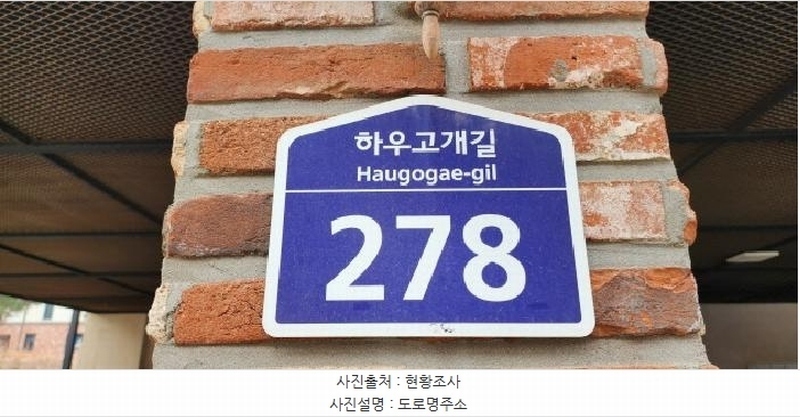 하우고개길
Haugogae-gil
278
사진출처 : 현황조사
사진설명 : 도로명주소